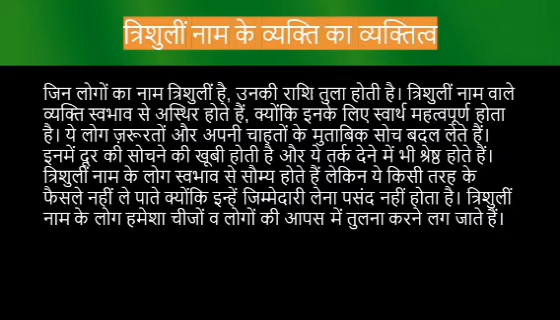 त्रिशुलीं नाम के व्यक्ति का व्यक्तित्व
जिन लोगों का नाम त्रिशुलीं है, उनकी राशि तुला होती है। त्रिशुलीं नाम वाले
व्यक्ति स्वभाव से अस्थिर होते हैं, क्योंकि इनके लिए स्वार्थ महत्वपूर्ण होता
है। ये लोग ज़रूरतों और अपनी चाहतों के मुताबिक सोच बदल लेते हैं।
इनमें दूर की सोचने की खूबी होती है और ये तर्क देने में भी श्रेष्ठ होते हैं।
त्रिशुलीं नाम के लोग स्वभाव से सौम्य होते हैं लेकिन ये किसी तरह के
फैसले नहीं ले पाते क्योंकि इन्हें जिम्मेदारी लेना पसंद नहीं होता है। त्रिशुलीं
नाम के लोग हमेशा चीजों व लोगों की आपस में तुलना करने लग जाते हैं।